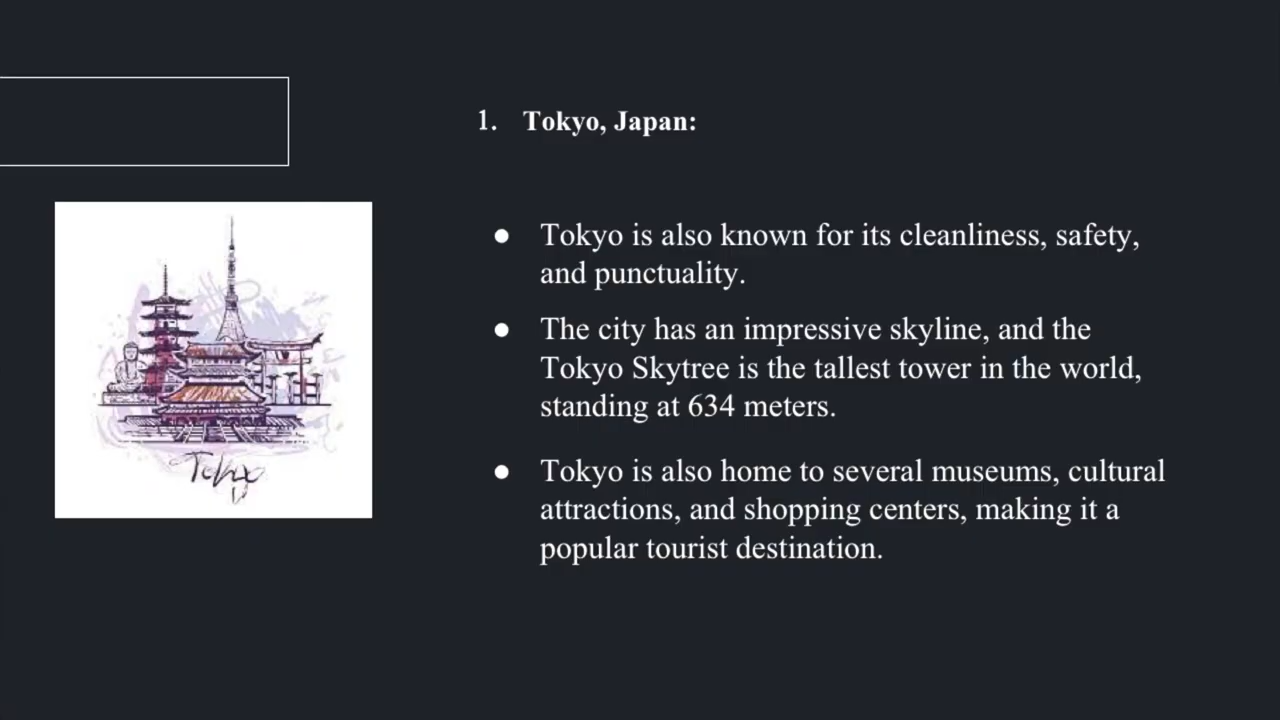 1. Tokyo, Japan:
● Tokyo is also known for its cleanliness, safety,
and punctuality.
● The city has an impressive skyline, and the
Tokyo Skytree is the tallest tower in the world,
standing at 634 meters.
● Tokyo is also home to several museums, cultural
attractions, and shopping centers, making it a
popular tourist destination.
Tokyo